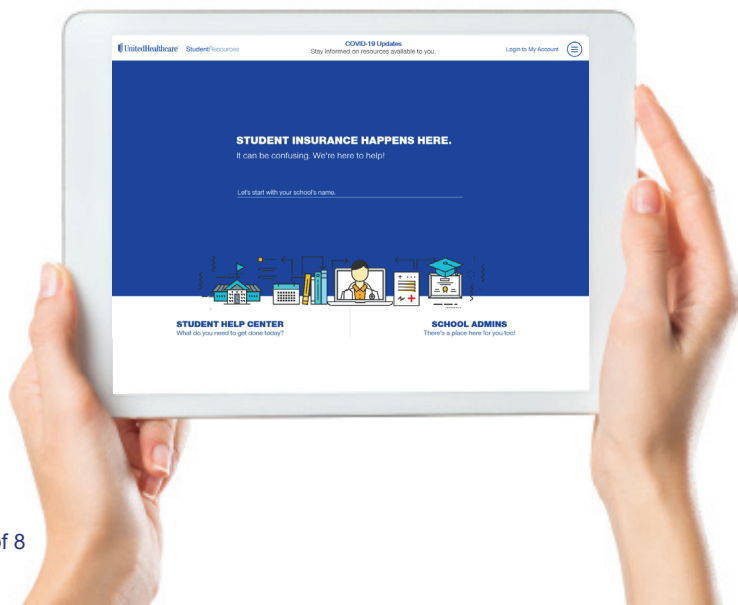 UnitedHealthcare | StudentResources
COVID-19 Updates
Stay informed on resources available to you.
Login to My Account
STUDENT INSURANCE HAPPENS HERE.
It can be confusing. We're here to help!
Let's start with your school's name.
STUDENT HELP CENTER
What do you need to get done today?
SCHOOL ADMINS
There's a place here for you too!
of 8